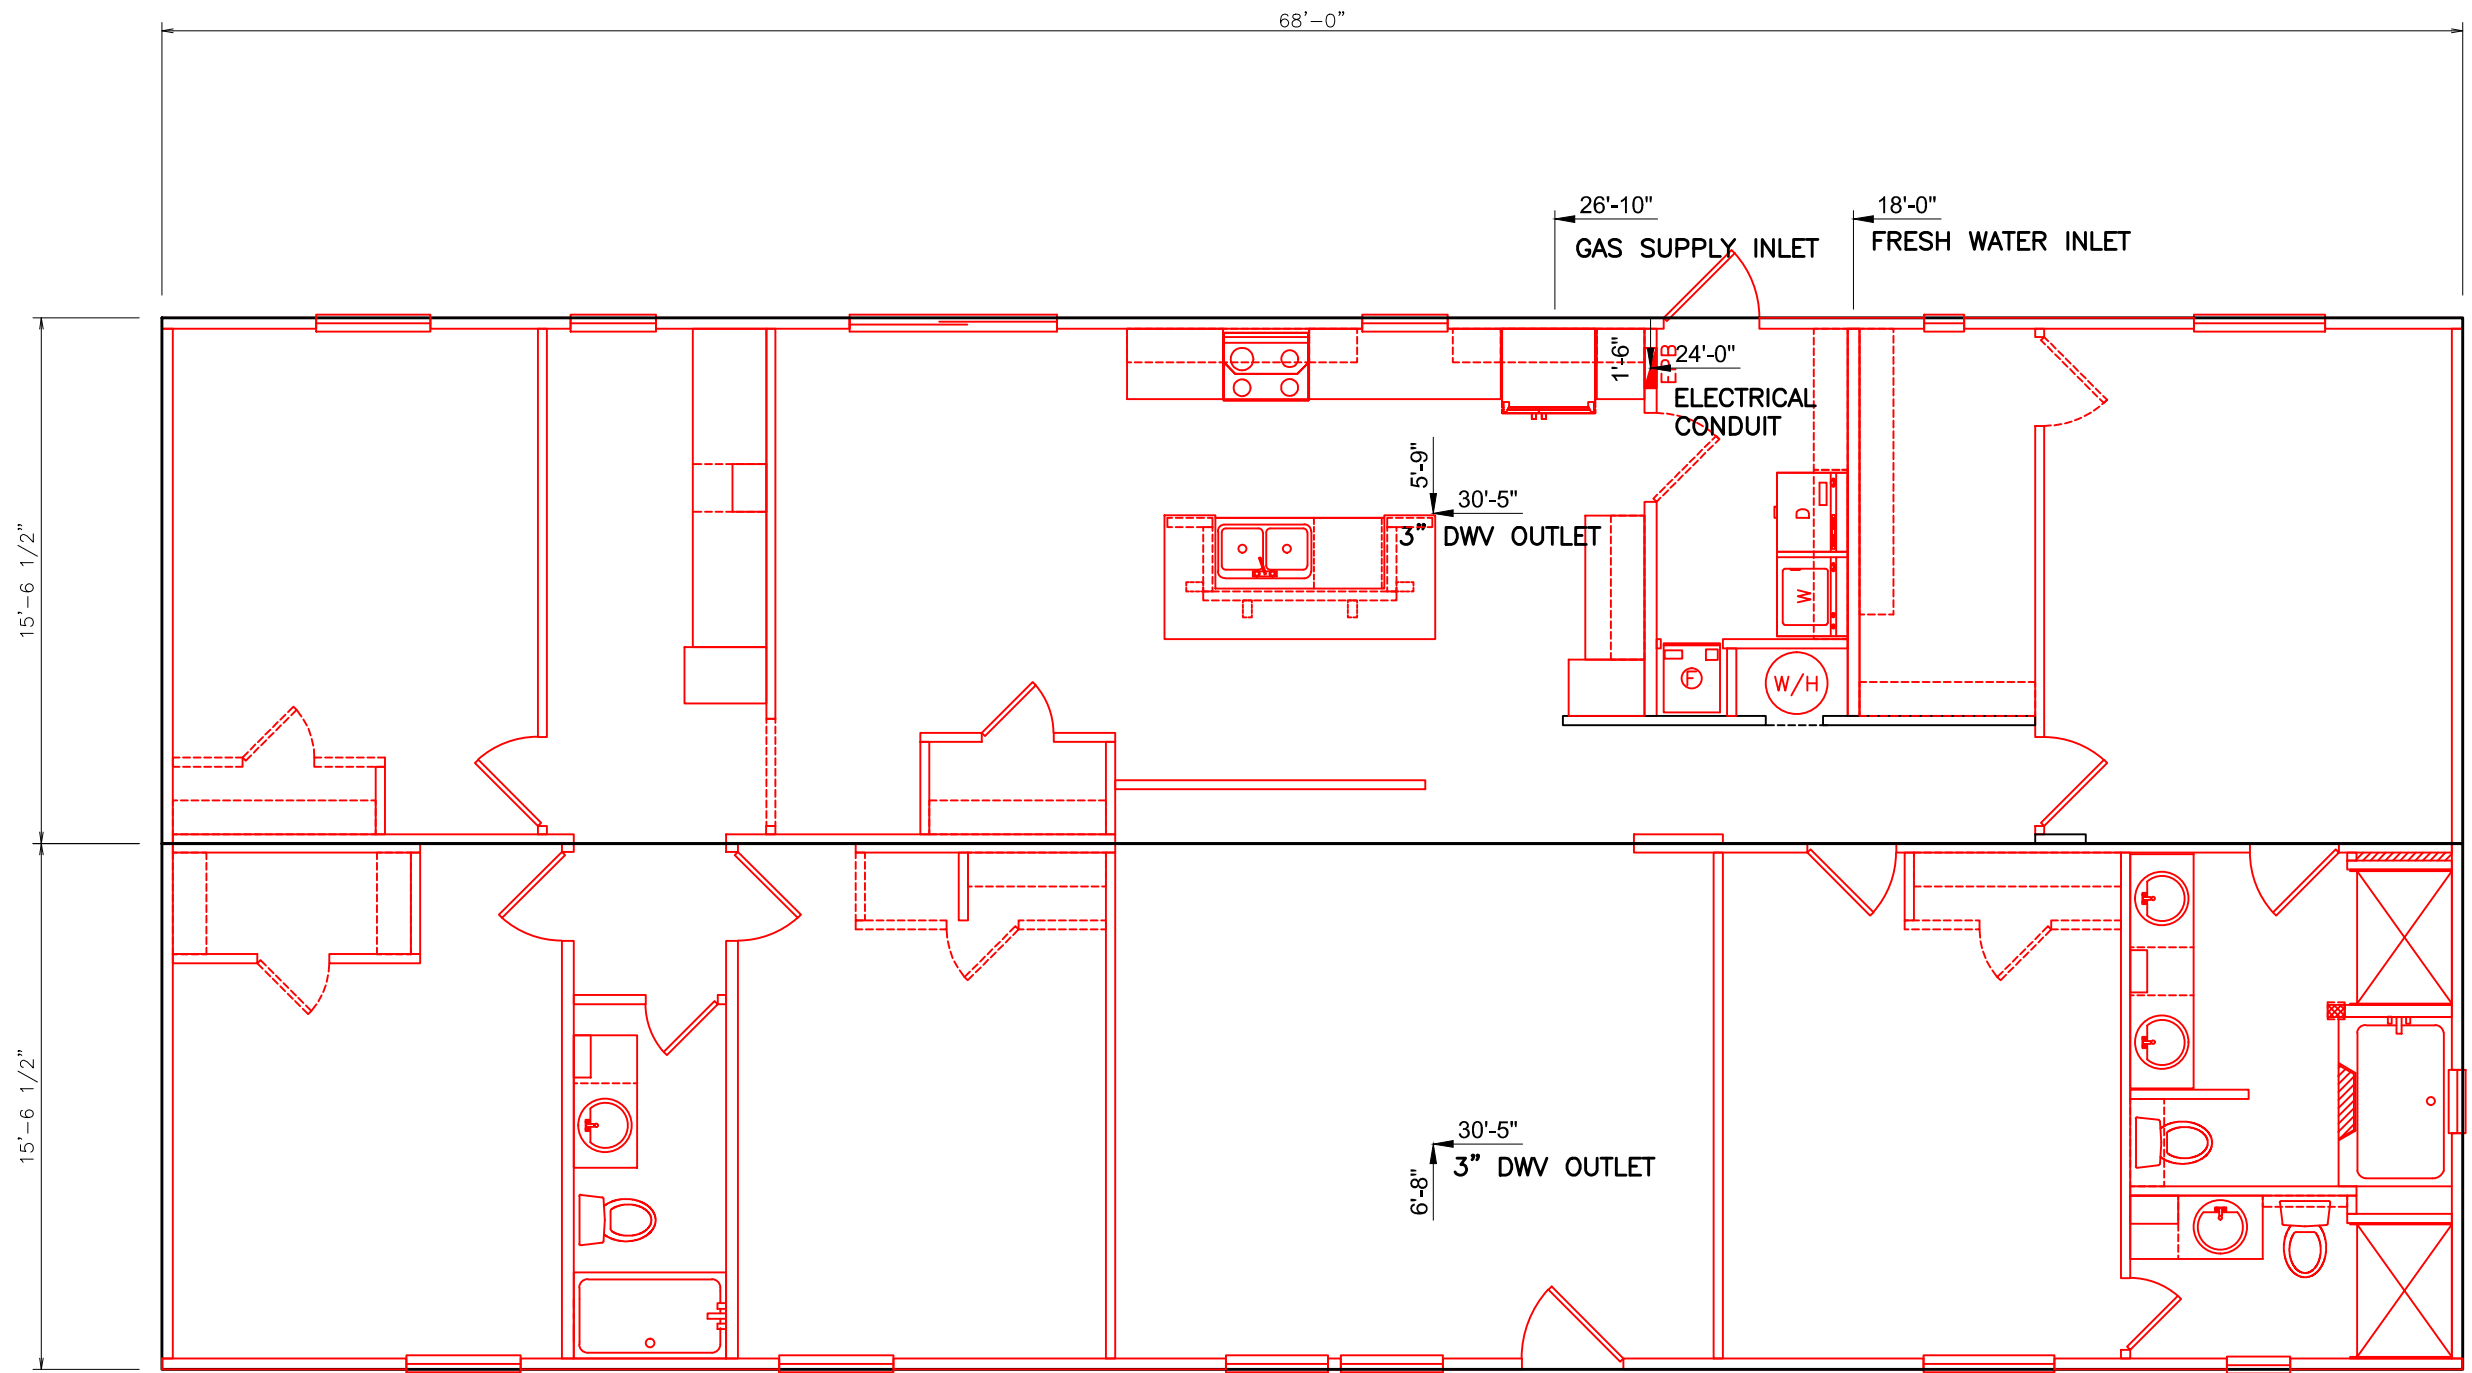 68'-0"
26'-10"
18'-0"
GAS SUPPLY INLET
FRESH WATER INLET
1'-6"
EPB
24'-0"
ELECTRICAL
CONDUIT
5'-9"
30'-5"
3" DWV OUTLET
D
W
F
W/H
15'-6 1/2"
15'-6 1/2"
30'-5"
3" DWV OUTLET
6'-8"